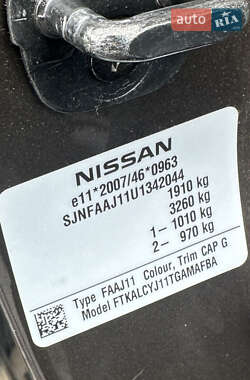 AUTO
RIA
NISSAN
e11*2007/46*0963
SJNFAAJ11U1342044
1910 kg
3260 kg
1- 1010 kg
2- 970 kg
Type FAAJ11 Colour, Trim CAP G
Model FTKALCYJ11TGAMAFBA